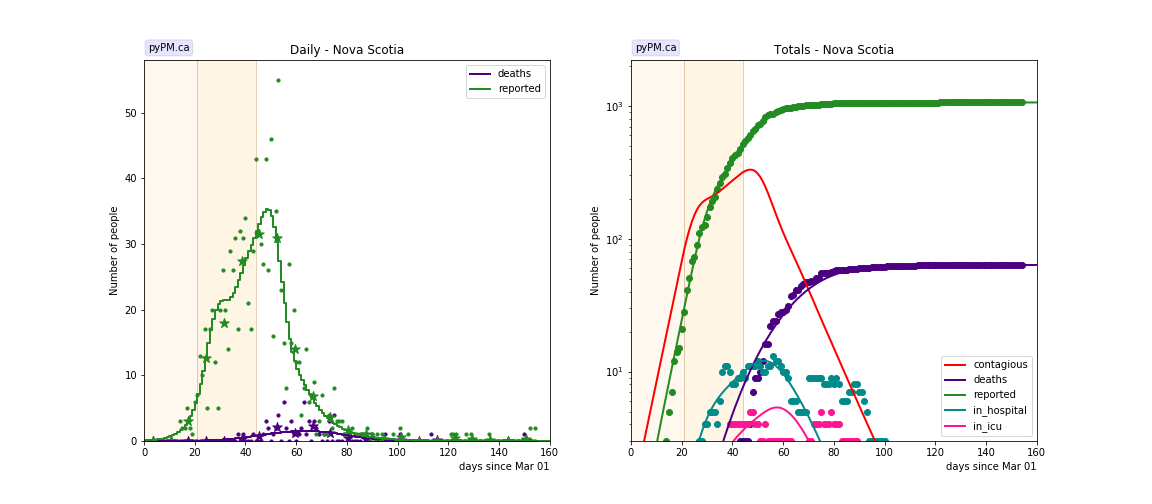 pyPM.ca
Daily - Nova Scotia
deaths
reported
Number of people
50
40
30
20
10
0
0 20 40 60 80 100 120 140 160
days since Mar 01
pyPM.ca
Totals - Nova Scotia
Number of people
10³
10²
10¹
contagious
deaths
reported
in_hospital
in_icu
0 20 40 60 80 100 120 140 160
days since Mar 01